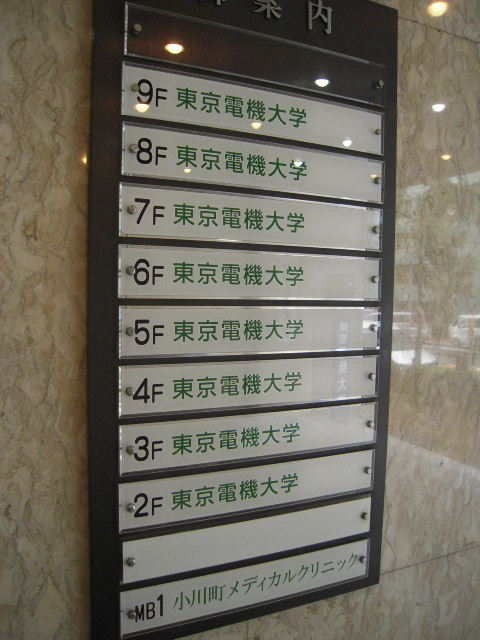 案内
9F 東京電機大学
8F 東京電機大学
7F 東京電機大学
6F 東京電機大学
5F 東京電機大学
4F 東京電機大学
3F 東京電機大学
2F 東京電機大学
MB1 小川町メディカルクリニック